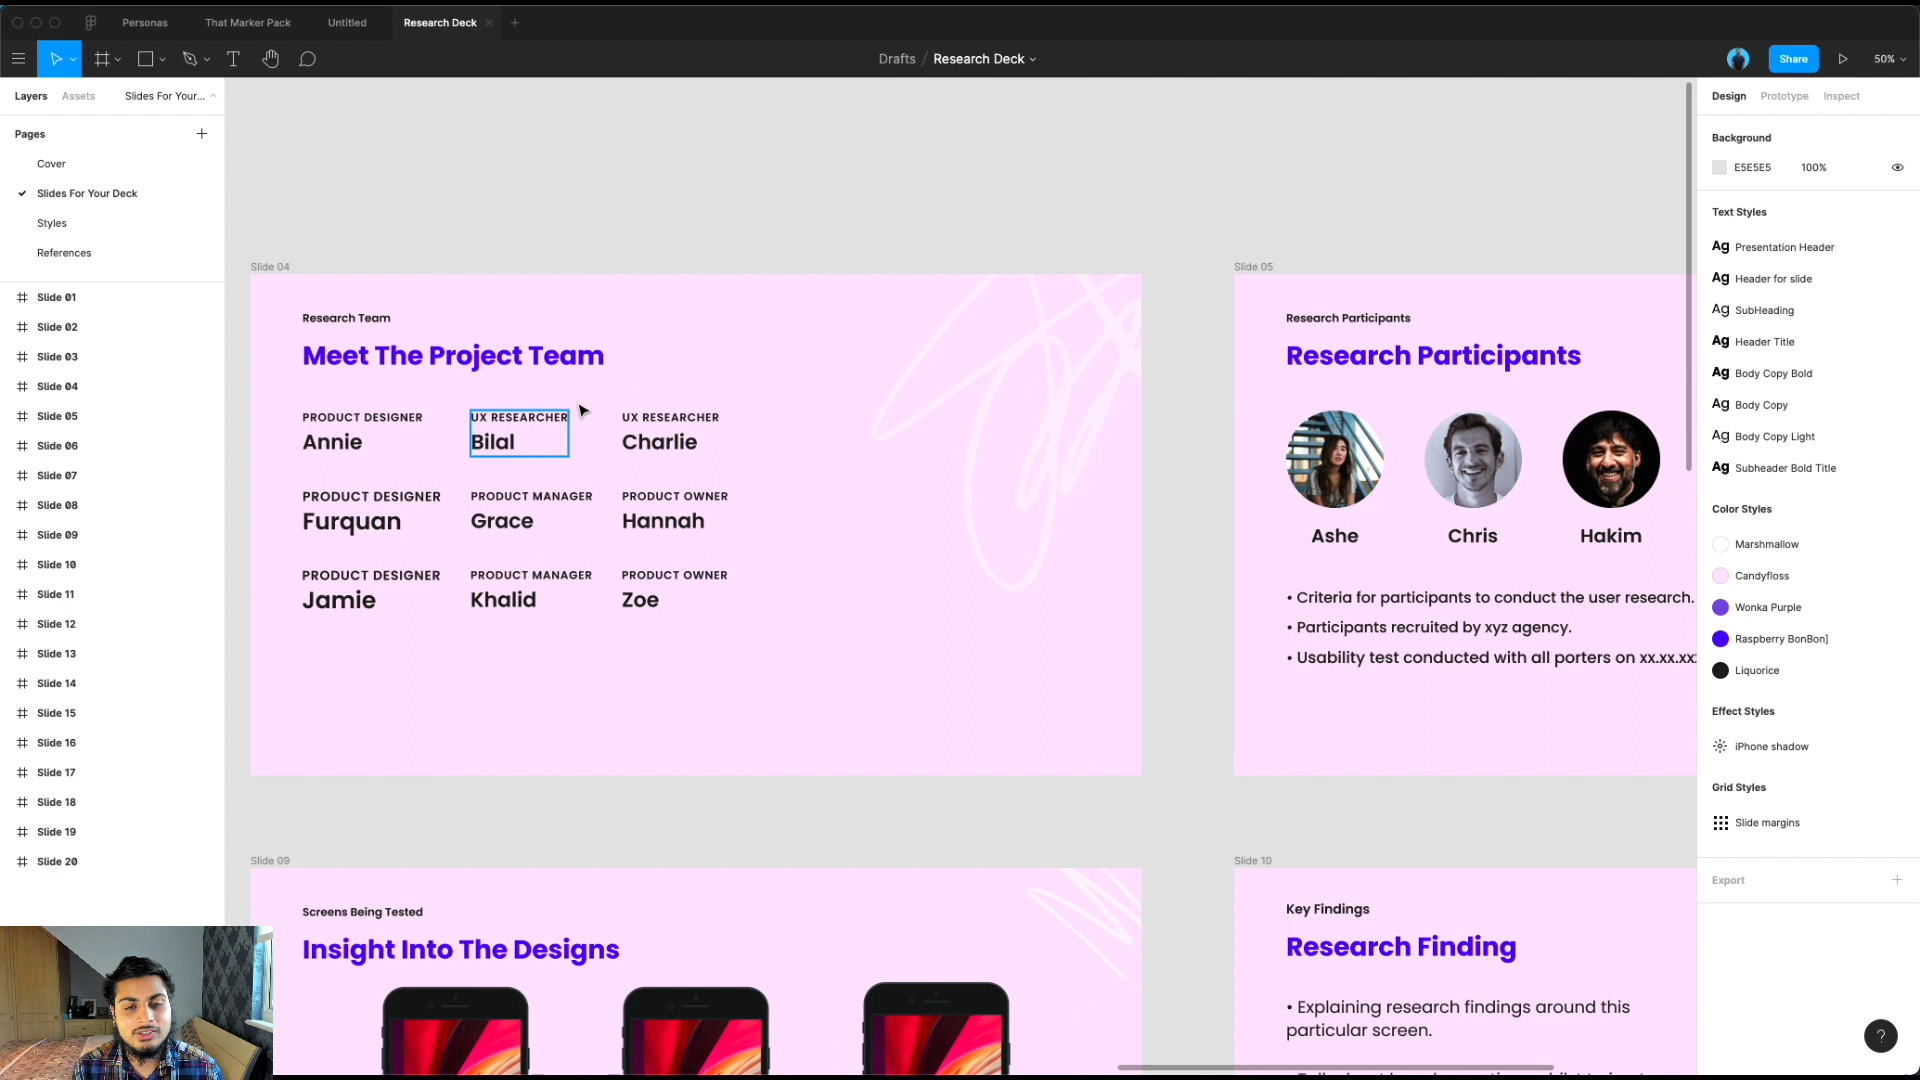 Personas
That Marker Pack
Untitled
Research Deck
Drafts / Research Deck
Share
50%
Layers
Assets
Slides For Your...
Pages
Cover
Slides For Your Deck
Styles
References
Slide 01
Slide 02
Slide 03
Slide 04
Slide 05
Slide 06
Slide 07
Slide 08
Slide 09
Slide 10
Slide 11
Slide 12
Slide 13
Slide 14
Slide 15
Slide 16
Slide 17
Slide 18
Slide 19
Slide 20
Slide 04
Research Team
Meet The Project Team
PRODUCT DESIGNER
Annie
UX RESEARCHER
Bilal
UX RESEARCHER
Charlie
PRODUCT DESIGNER
Furquan
PRODUCT MANAGER
Grace
PRODUCT OWNER
Hannah
PRODUCT DESIGNER
Jamie
PRODUCT MANAGER
Khalid
PRODUCT OWNER
Zoe
Slide 05
Research Participants
Research Participants
Ashe
Chris
Hakim
• Criteria for participants to conduct the user research.
• Participants recruited by xyz agency.
• Usability test conducted with all porters on xx.xx.xx
Slide 09
Screens Being Tested
Insight Into The Designs
Slide 10
Key Findings
Research Finding
• Explaining research findings around this
particular screen.
Design
Prototype
Inspect
Background
E5E5E5
100%
Text Styles
Ag Presentation Header
Ag Header for slide
Ag SubHeading
Ag Header Title
Ag Body Copy Bold
Ag Body Copy
Ag Body Copy Light
Ag Subheader Bold Title
Color Styles
Marshmallow
Candyfloss
Wonka Purple
Raspberry BonBon]
Liquorice
Effect Styles
iPhone shadow
Grid Styles
Slide margins
Export
?